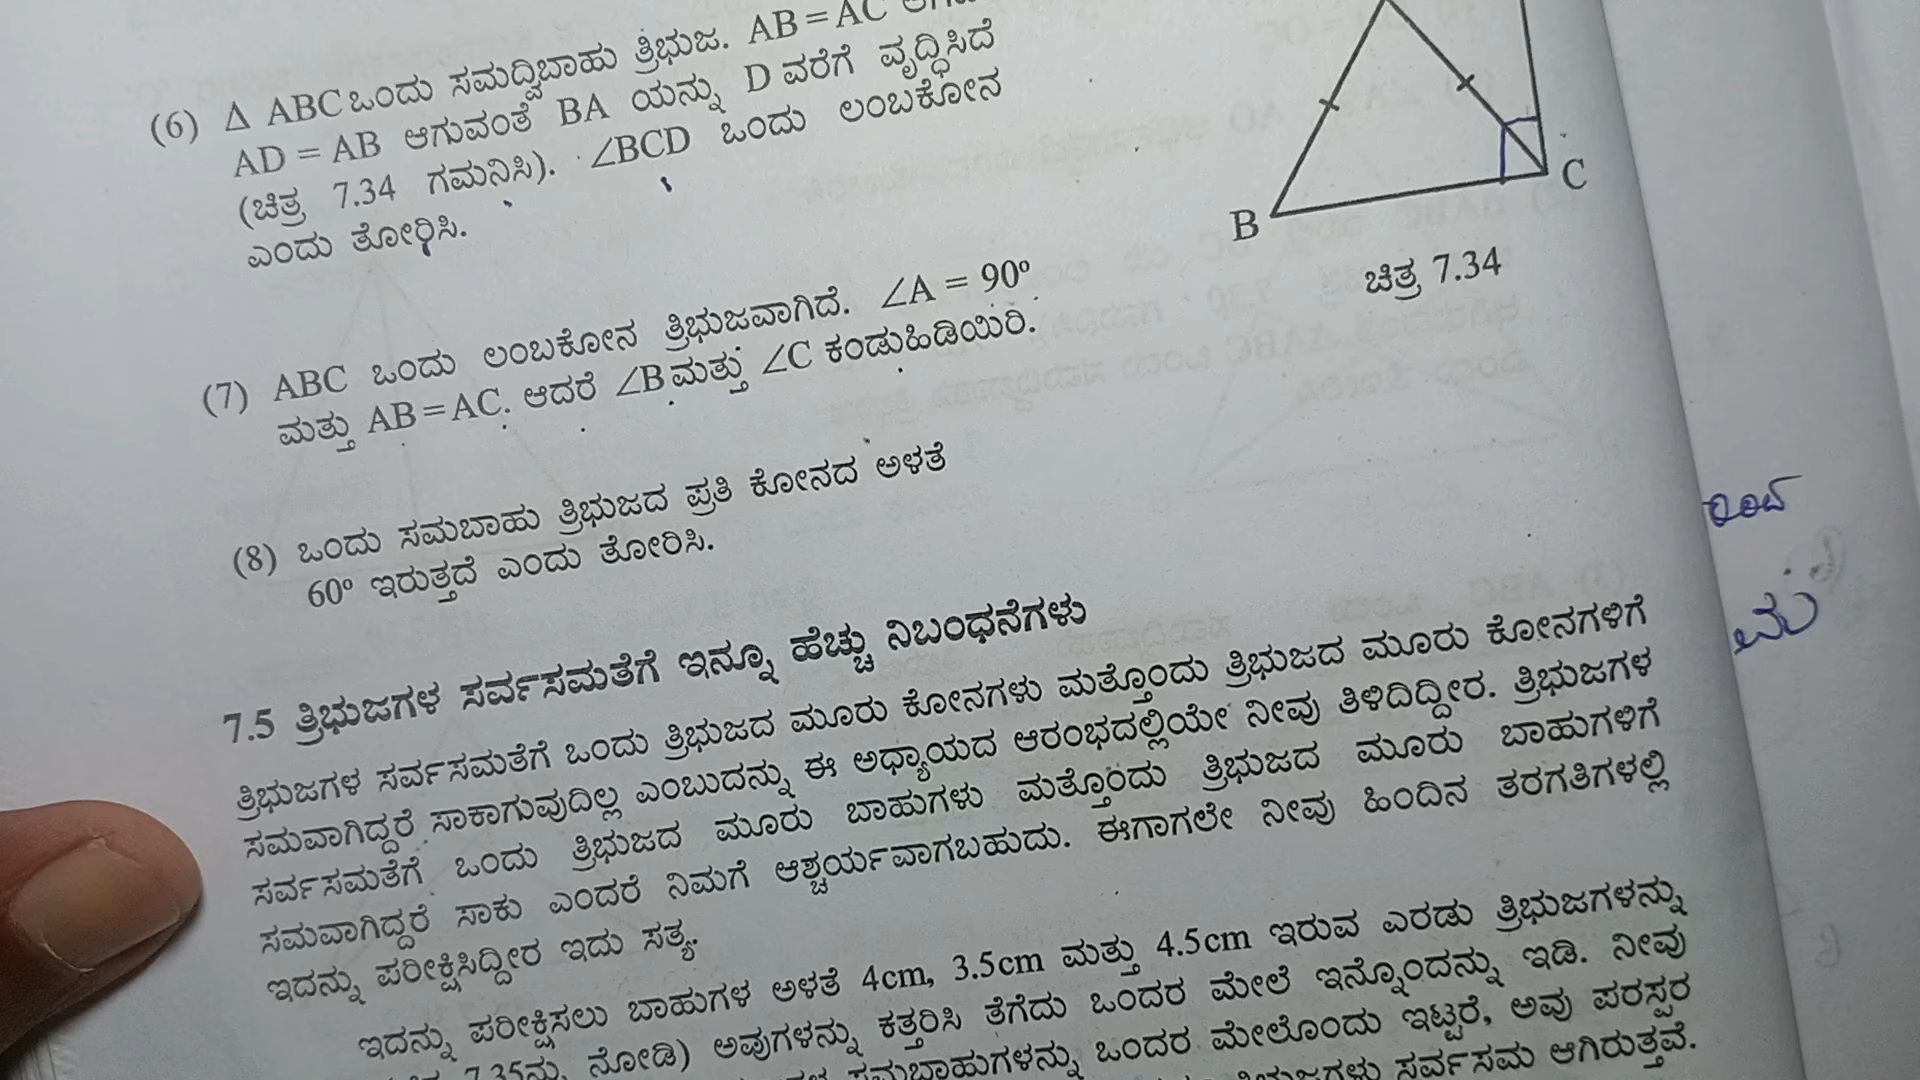 (6) Δ ABC ಒಂದು ಸಮದ್ವಿಬಾಹು ತ್ರಿಭುಜ. AB = AC
AD = AB ಆಗುವಂತೆ BA ಯನ್ನು D ವರೆಗೆ ವೃದ್ಧಿಸಿದೆ
(ಚಿತ್ರ 7.34 ಗಮನಿಸಿ). ∠BCD ಒಂದು ಲಂಬಕೋನ
ಎಂದು ತೋರಿಸಿ.
B
C
ಚಿತ್ರ 7.34
(7) ABC ಒಂದು ಲಂಬಕೋನ ತ್ರಿಭುಜವಾಗಿದೆ. ∠A = 90°
ಮತ್ತು AB = AC. ಆದರೆ ∠B ಮತ್ತು ∠C ಕಂಡುಹಿಡಿಯಿರಿ.
(8) ಒಂದು ಸಮಬಾಹು ತ್ರಿಭುಜದ ಪ್ರತಿ ಕೋನದ ಅಳತೆ
60° ಇರುತ್ತದೆ ಎಂದು ತೋರಿಸಿ.
7.5 ತ್ರಿಭುಜಗಳ ಸರ್ವಸಮತೆಗೆ ಇನ್ನೂ ಹೆಚ್ಚು ನಿಬಂಧನೆಗಳು
ತ್ರಿಭುಜಗಳ ಸರ್ವಸಮತೆಗೆ ಒಂದು ತ್ರಿಭುಜದ ಮೂರು ಕೋನಗಳು ಮತ್ತೊಂದು ತ್ರಿಭುಜದ ಮೂರು ಕೋನಗಳಿಗೆ
ಸಮವಾಗಿದ್ದರೆ ಸಾಕಾಗುವುದಿಲ್ಲ ಎಂಬುದನ್ನು ಈ ಅಧ್ಯಾಯದ ಆರಂಭದಲ್ಲಿಯೇ ನೀವು ತಿಳಿದಿದ್ದೀರ. ತ್ರಿಭುಜಗಳ
ಸರ್ವಸಮತೆಗೆ ಒಂದು ತ್ರಿಭುಜದ ಮೂರು ಬಾಹುಗಳು ಮತ್ತೊಂದು ತ್ರಿಭುಜದ ಮೂರು ಬಾಹುಗಳಿಗೆ
ಸಮವಾಗಿದ್ದರೆ ಸಾಕು ಎಂದರೆ ನಿಮಗೆ ಆಶ್ಚರ್ಯವಾಗಬಹುದು. ಈಗಾಗಲೇ ನೀವು ಹಿಂದಿನ ತರಗತಿಗಳಲ್ಲಿ
ಇದನ್ನು ಪರೀಕ್ಷಿಸಿದ್ದೀರ ಇದು ಸತ್ಯ.
ಇದನ್ನು ಪರೀಕ್ಷಿಸಲು ಬಾಹುಗಳ ಅಳತೆ 4cm, 3.5cm ಮತ್ತು 4.5cm ಇರುವ ಎರಡು ತ್ರಿಭುಜಗಳನ್ನು
7.35ನ್ನು ನೋಡಿ) ಅವುಗಳನ್ನು ಕತ್ತರಿಸಿ ತೆಗೆದು ಒಂದರ ಮೇಲೆ ಇನ್ನೊಂದನ್ನು ಇಡಿ. ನೀವು
ಸಮಬಾಹುಗಳನ್ನು ಒಂದರ ಮೇಲೊಂದು ಇಟ್ಟರೆ, ಅವು ಪರಸ್ಪರ
ತ್ರಿಭುಜಗಳು ಸರ್ವಸಮ ಆಗಿರುತ್ತವೆ.